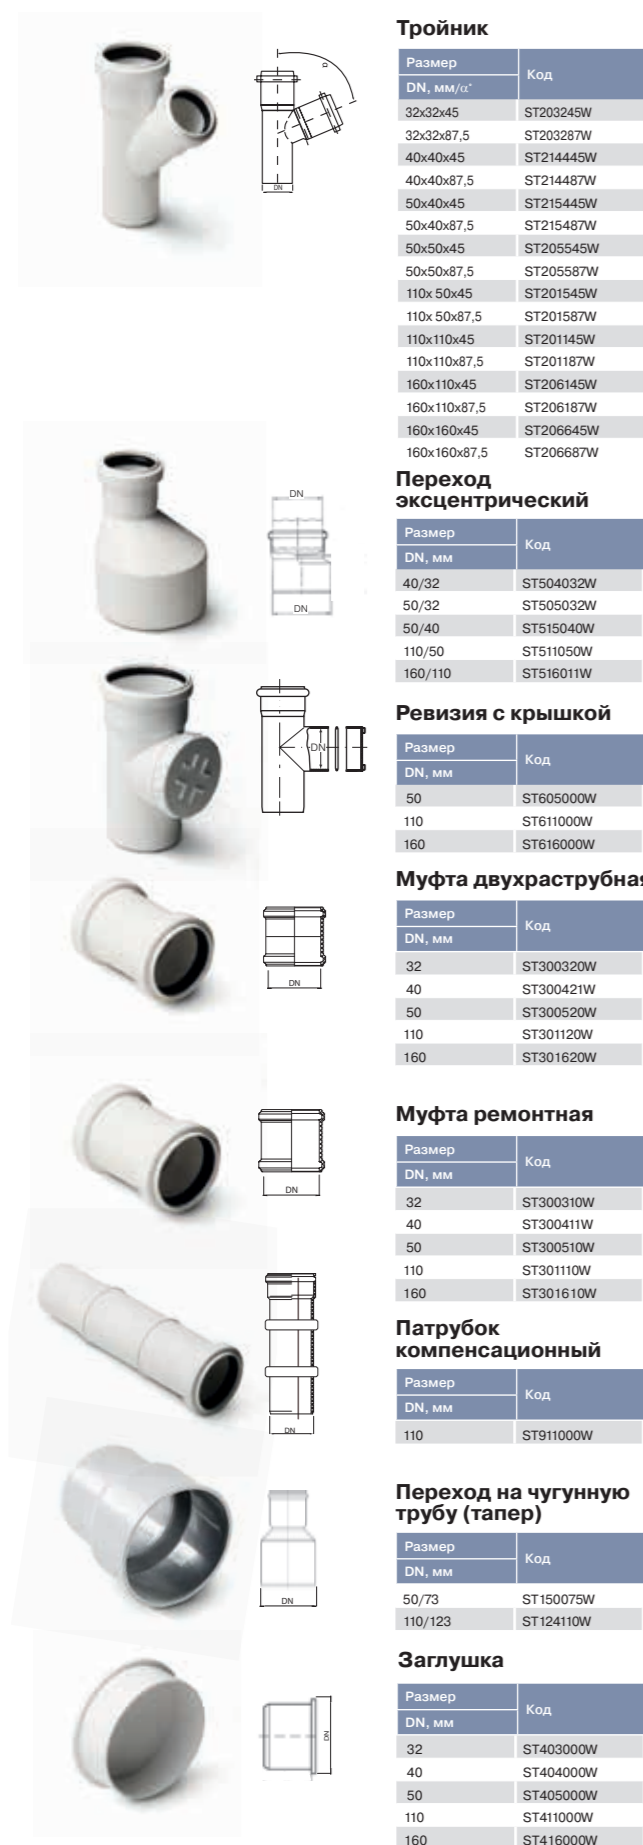 Тройник
Размер
DN, мм/α°
Код
32x32x45 ST203245W
32x32x87,5 ST203287W
40x40x45 ST214445W
40x40x87,5 ST214487W
50x40x45 ST215445W
50x40x87,5 ST215487W
50x50x45 ST205545W
50x50x87,5 ST205587W
110x 50x45 ST201545W
110x 50x87,5 ST201587W
110x110x45 ST201145W
110x110x87,5 ST201187W
160x110x45 ST206145W
160x110x87,5 ST206187W
160x160x45 ST206645W
160x160x87,5 ST206687W
DN
Переход
эксцентрический
Размер
DN, мм
Код
40/32 ST504032W
50/32 ST505032W
50/40 ST515040W
110/50 ST511050W
160/110 ST516011W
DN
DN
Ревизия с крышкой
Размер
DN, мм
Код
50 ST605000W
110 ST611000W
160 ST616000W
DN
Муфта двухраструбная
Размер
DN, мм
Код
32 ST300320W
40 ST300421W
50 ST300520W
110 ST301120W
160 ST301620W
DN
Муфта ремонтная
Размер
DN, мм
Код
32 ST300310W
40 ST300411W
50 ST300510W
110 ST301110W
160 ST301610W
DN
Патрубок
компенсационный
Размер
DN, мм
Код
110 ST911000W
DN
Переход на чугунную
трубу (тапер)
Размер
DN, мм
Код
50/73 ST150075W
110/123 ST124110W
DN
Заглушка
Размер
DN, мм
Код
32 ST403000W
40 ST404000W
50 ST405000W
110 ST411000W
160 ST416000W
DN